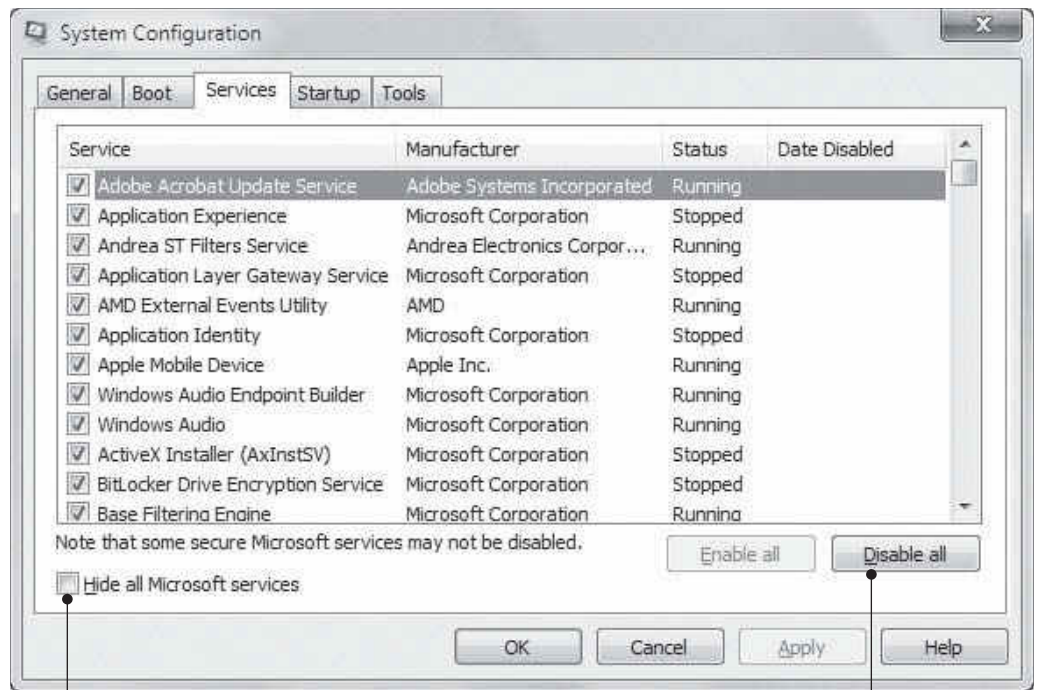 System Configuration
General Boot Services Startup Tools
Service Manufacturer Status Date Disabled
Adobe Acrobat Update Service Adobe Systems Incorporated Running
Application Experience Microsoft Corporation Stopped
Andrea ST Filters Service Andrea Electronics Corpor... Running
Application Layer Gateway Service Microsoft Corporation Stopped
AMD External Events Utility AMD Running
Application Identity Microsoft Corporation Stopped
Apple Mobile Device Apple Inc. Running
Windows Audio Endpoint Builder Microsoft Corporation Running
Windows Audio Microsoft Corporation Running
ActiveX Installer (AxInstSV) Microsoft Corporation Stopped
BitLocker Drive Encryption Service Microsoft Corporation Stopped
Base Filtering Engine Microsoft Corporation Running
Note that some secure Microsoft services may not be disabled.
Enable all Disable all
Hide all Microsoft services
OK Cancel Apply Help